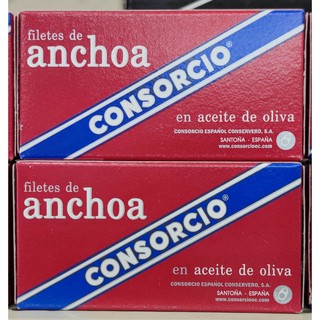 filetes de
anchoa
CONSORCIO®
en aceite de oliva
CONSORCIO ESPAÑOL CONSERVERO, S.A.
SANTOÑA - ESPAÑA
www.consorcioec.com
filetes de
anchoa
CONSORCIO®
en aceite de oliva
CONSORCIO ESPAÑOL CONSERVERO, S.A.
SANTOÑA - ESPAÑA
www.consorcioec.com